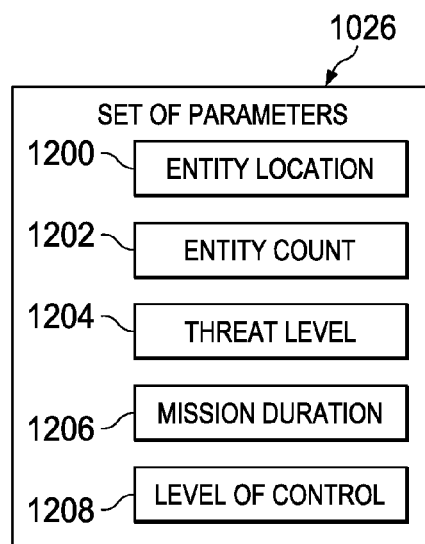 1026
SET OF PARAMETERS
1200 ENTITY LOCATION
1202 ENTITY COUNT
1204 THREAT LEVEL
1206 MISSION DURATION
1208 LEVEL OF CONTROL